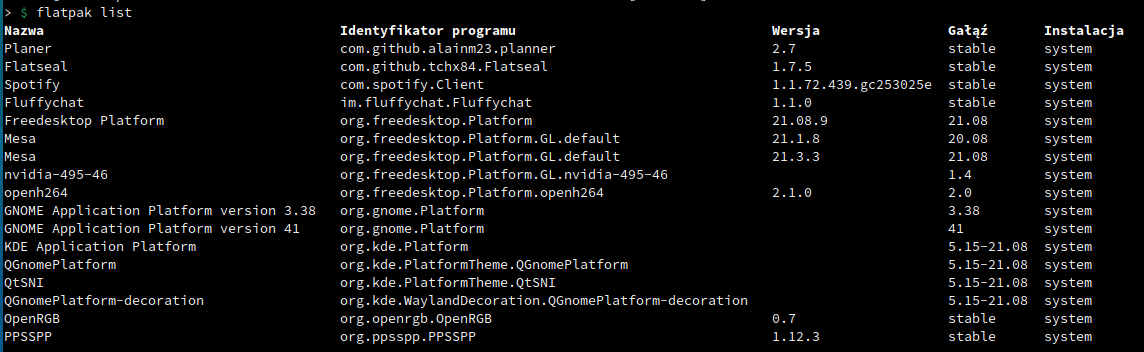 > $ flatpak list
Nazwa Identyfikator programu Wersja Gałąź Instalacja
Planer com.github.alainm23.planner 2.7 stable system
Flatseal com.github.tchx84.Flatseal 1.7.5 stable system
Spotify com.spotify.Client 1.1.72.439.gc253025e stable system
Fluffychat im.fluffychat.Fluffychat 1.1.0 stable system
Freedesktop Platform org.freedesktop.Platform 21.08.9 21.08 system
Mesa org.freedesktop.Platform.GL.default 21.1.8 20.08 system
Mesa org.freedesktop.Platform.GL.default 21.3.3 21.08 system
nvidia-495-46 org.freedesktop.Platform.GL.nvidia-495-46 1.4 system
openh264 org.freedesktop.Platform.openh264 2.1.0 2.0 system
GNOME Application Platform version 3.38 org.gnome.Platform 3.38 system
GNOME Application Platform version 41 org.gnome.Platform 41 system
KDE Application Platform org.kde.Platform 5.15-21.08 system
QGnomePlatform org.kde.PlatformTheme.QGnomePlatform 5.15-21.08 system
QtSNI org.kde.PlatformTheme.QtSNI 5.15-21.08 system
QGnomePlatform-decoration org.kde.WaylandDecoration.QGnomePlatform-decoration 5.15-21.08 system
OpenRGB org.openrgb.OpenRGB 0.7 stable system
PPSSPP org.ppsspp.PPSSPP 1.12.3 stable system